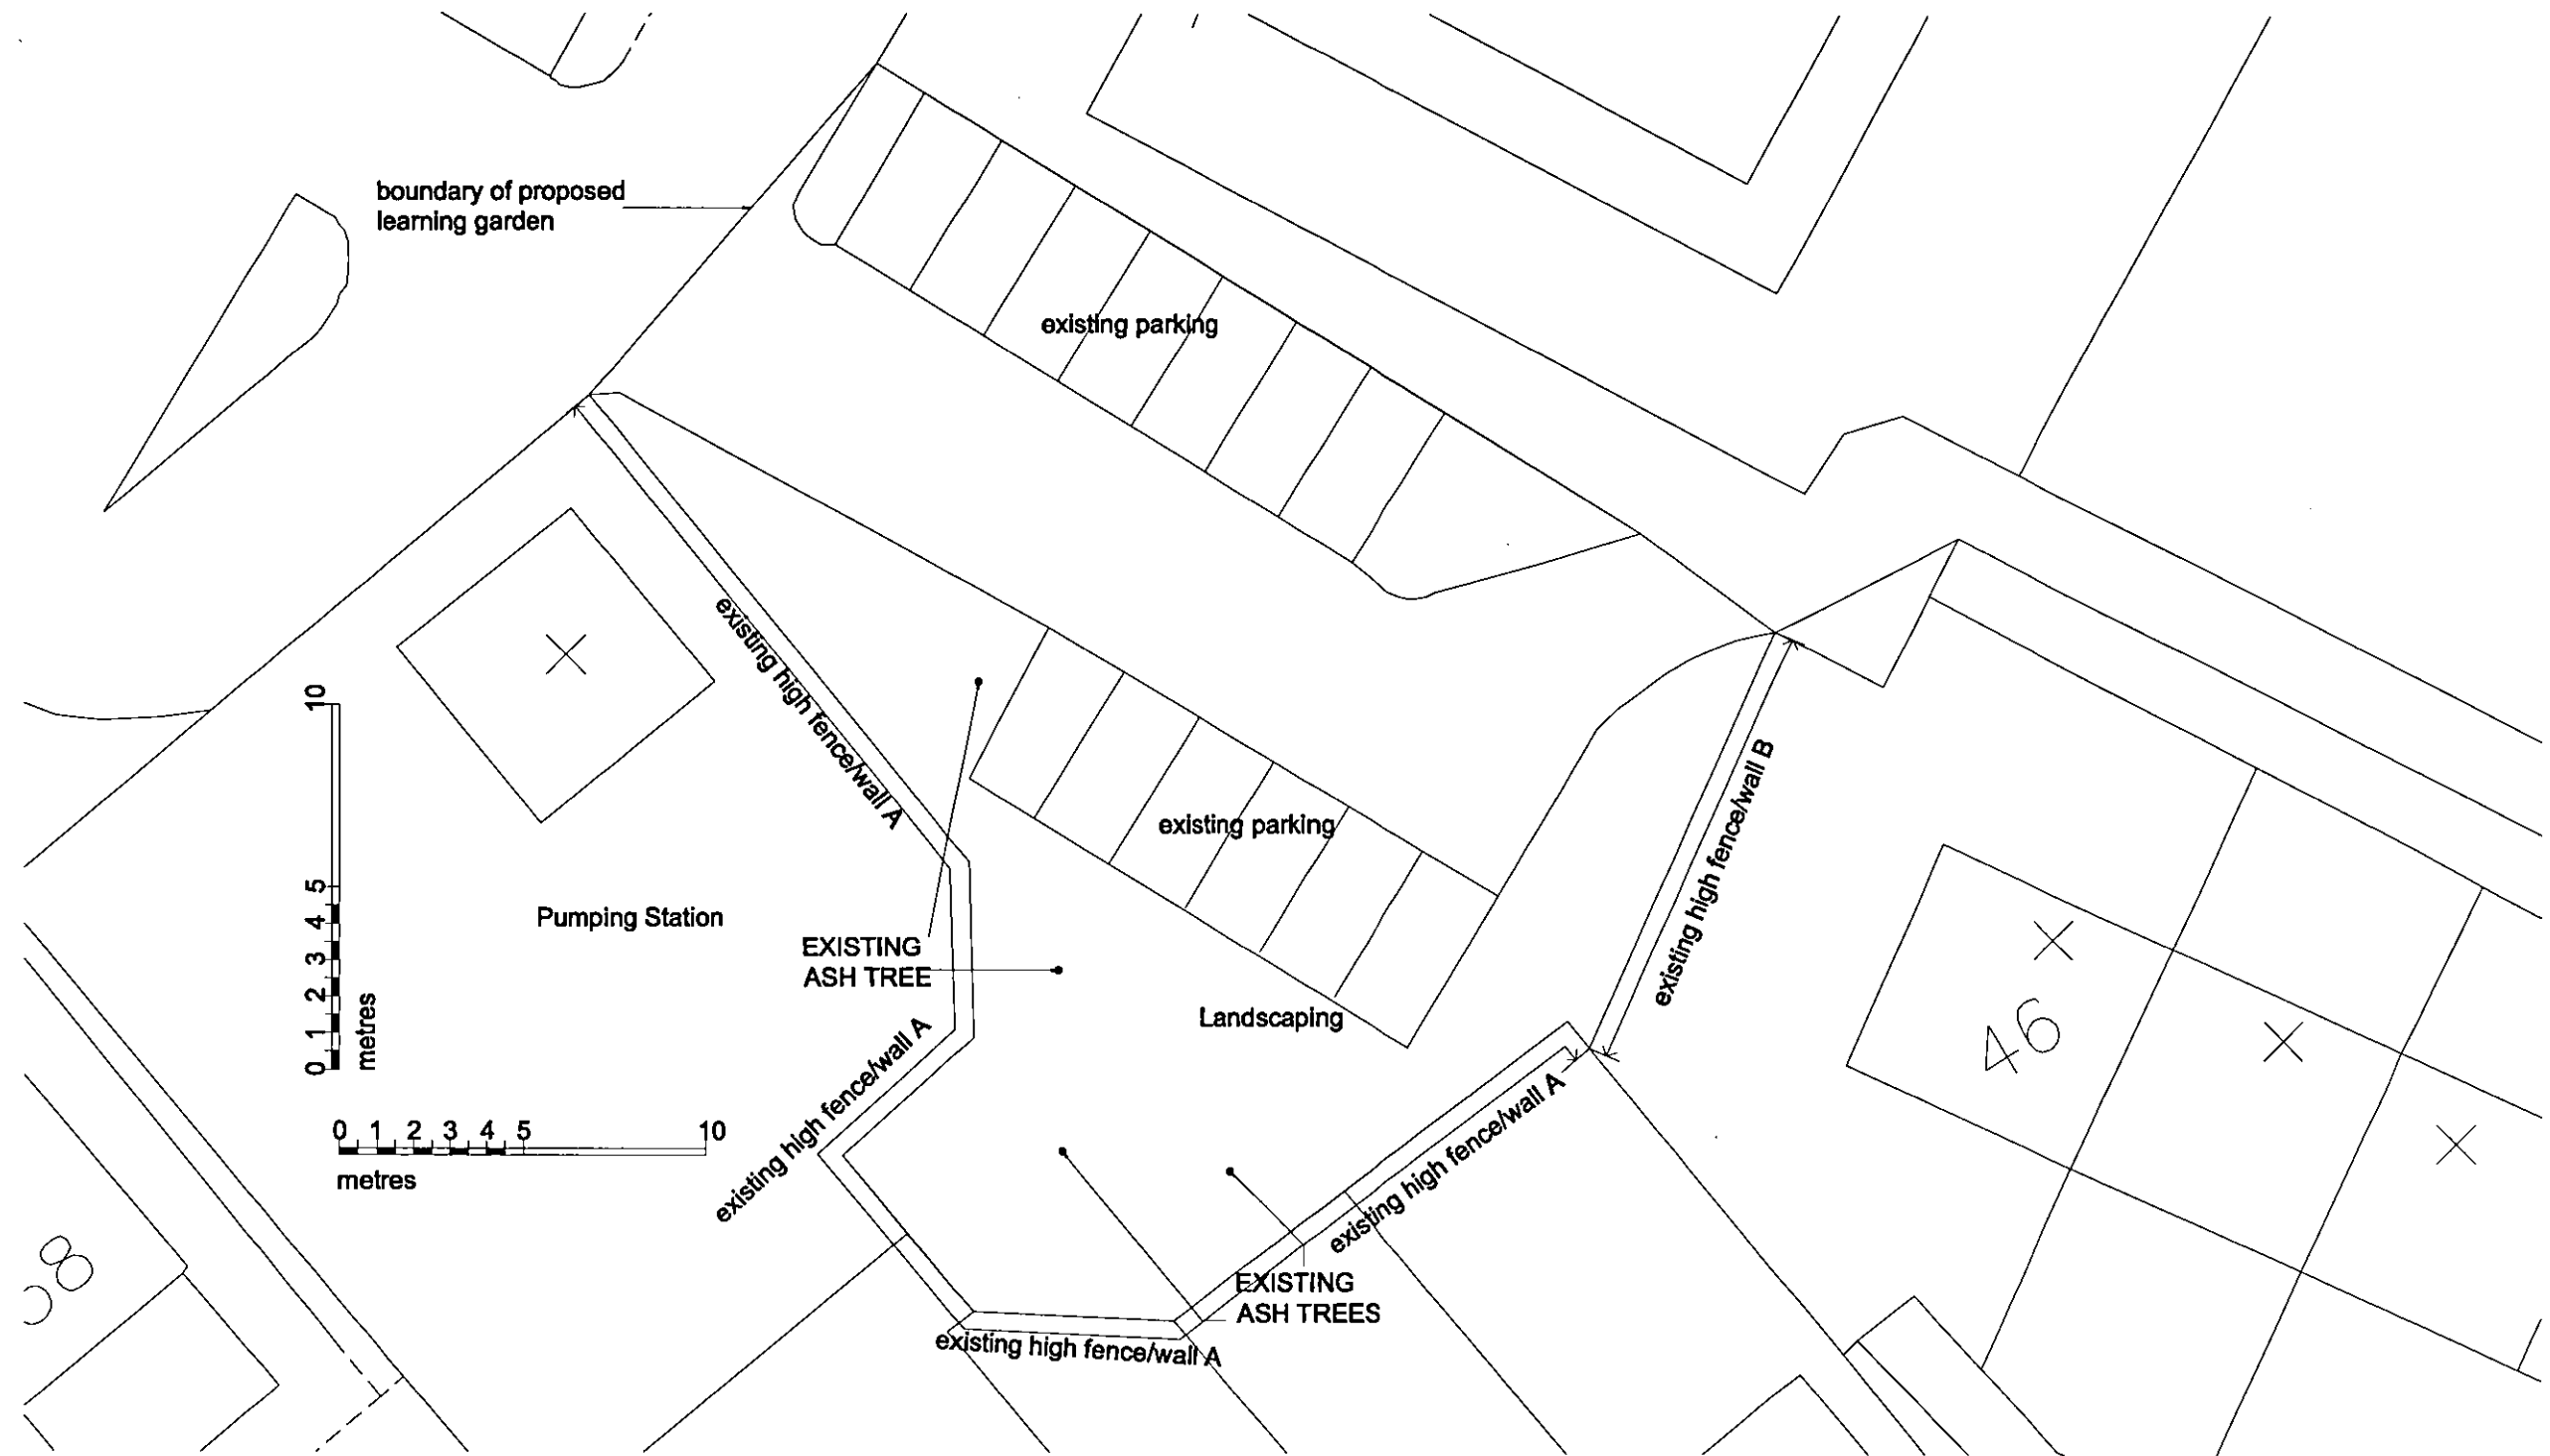 boundary of proposed
learning garden
existing parking
existing high fence/wall A
existing parking
existing high fence/wall B
Pumping Station
EXISTING
ASH TREE
Landscaping
46
10
5
4
3
2
1
0
metres
0 1 2 3 4 5 10
metres
existing high fence/wall A
existing high fence/wall A
EXISTING
ASH TREES
existing high fence/wall A